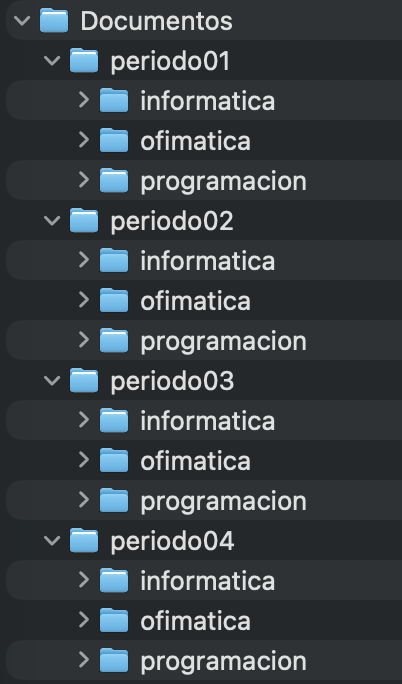 Documentos
periodo01
informatica
ofimatica
programacion
periodo02
informatica
ofimatica
programacion
periodo03
informatica
ofimatica
programacion
periodo04
informatica
ofimatica
programacion